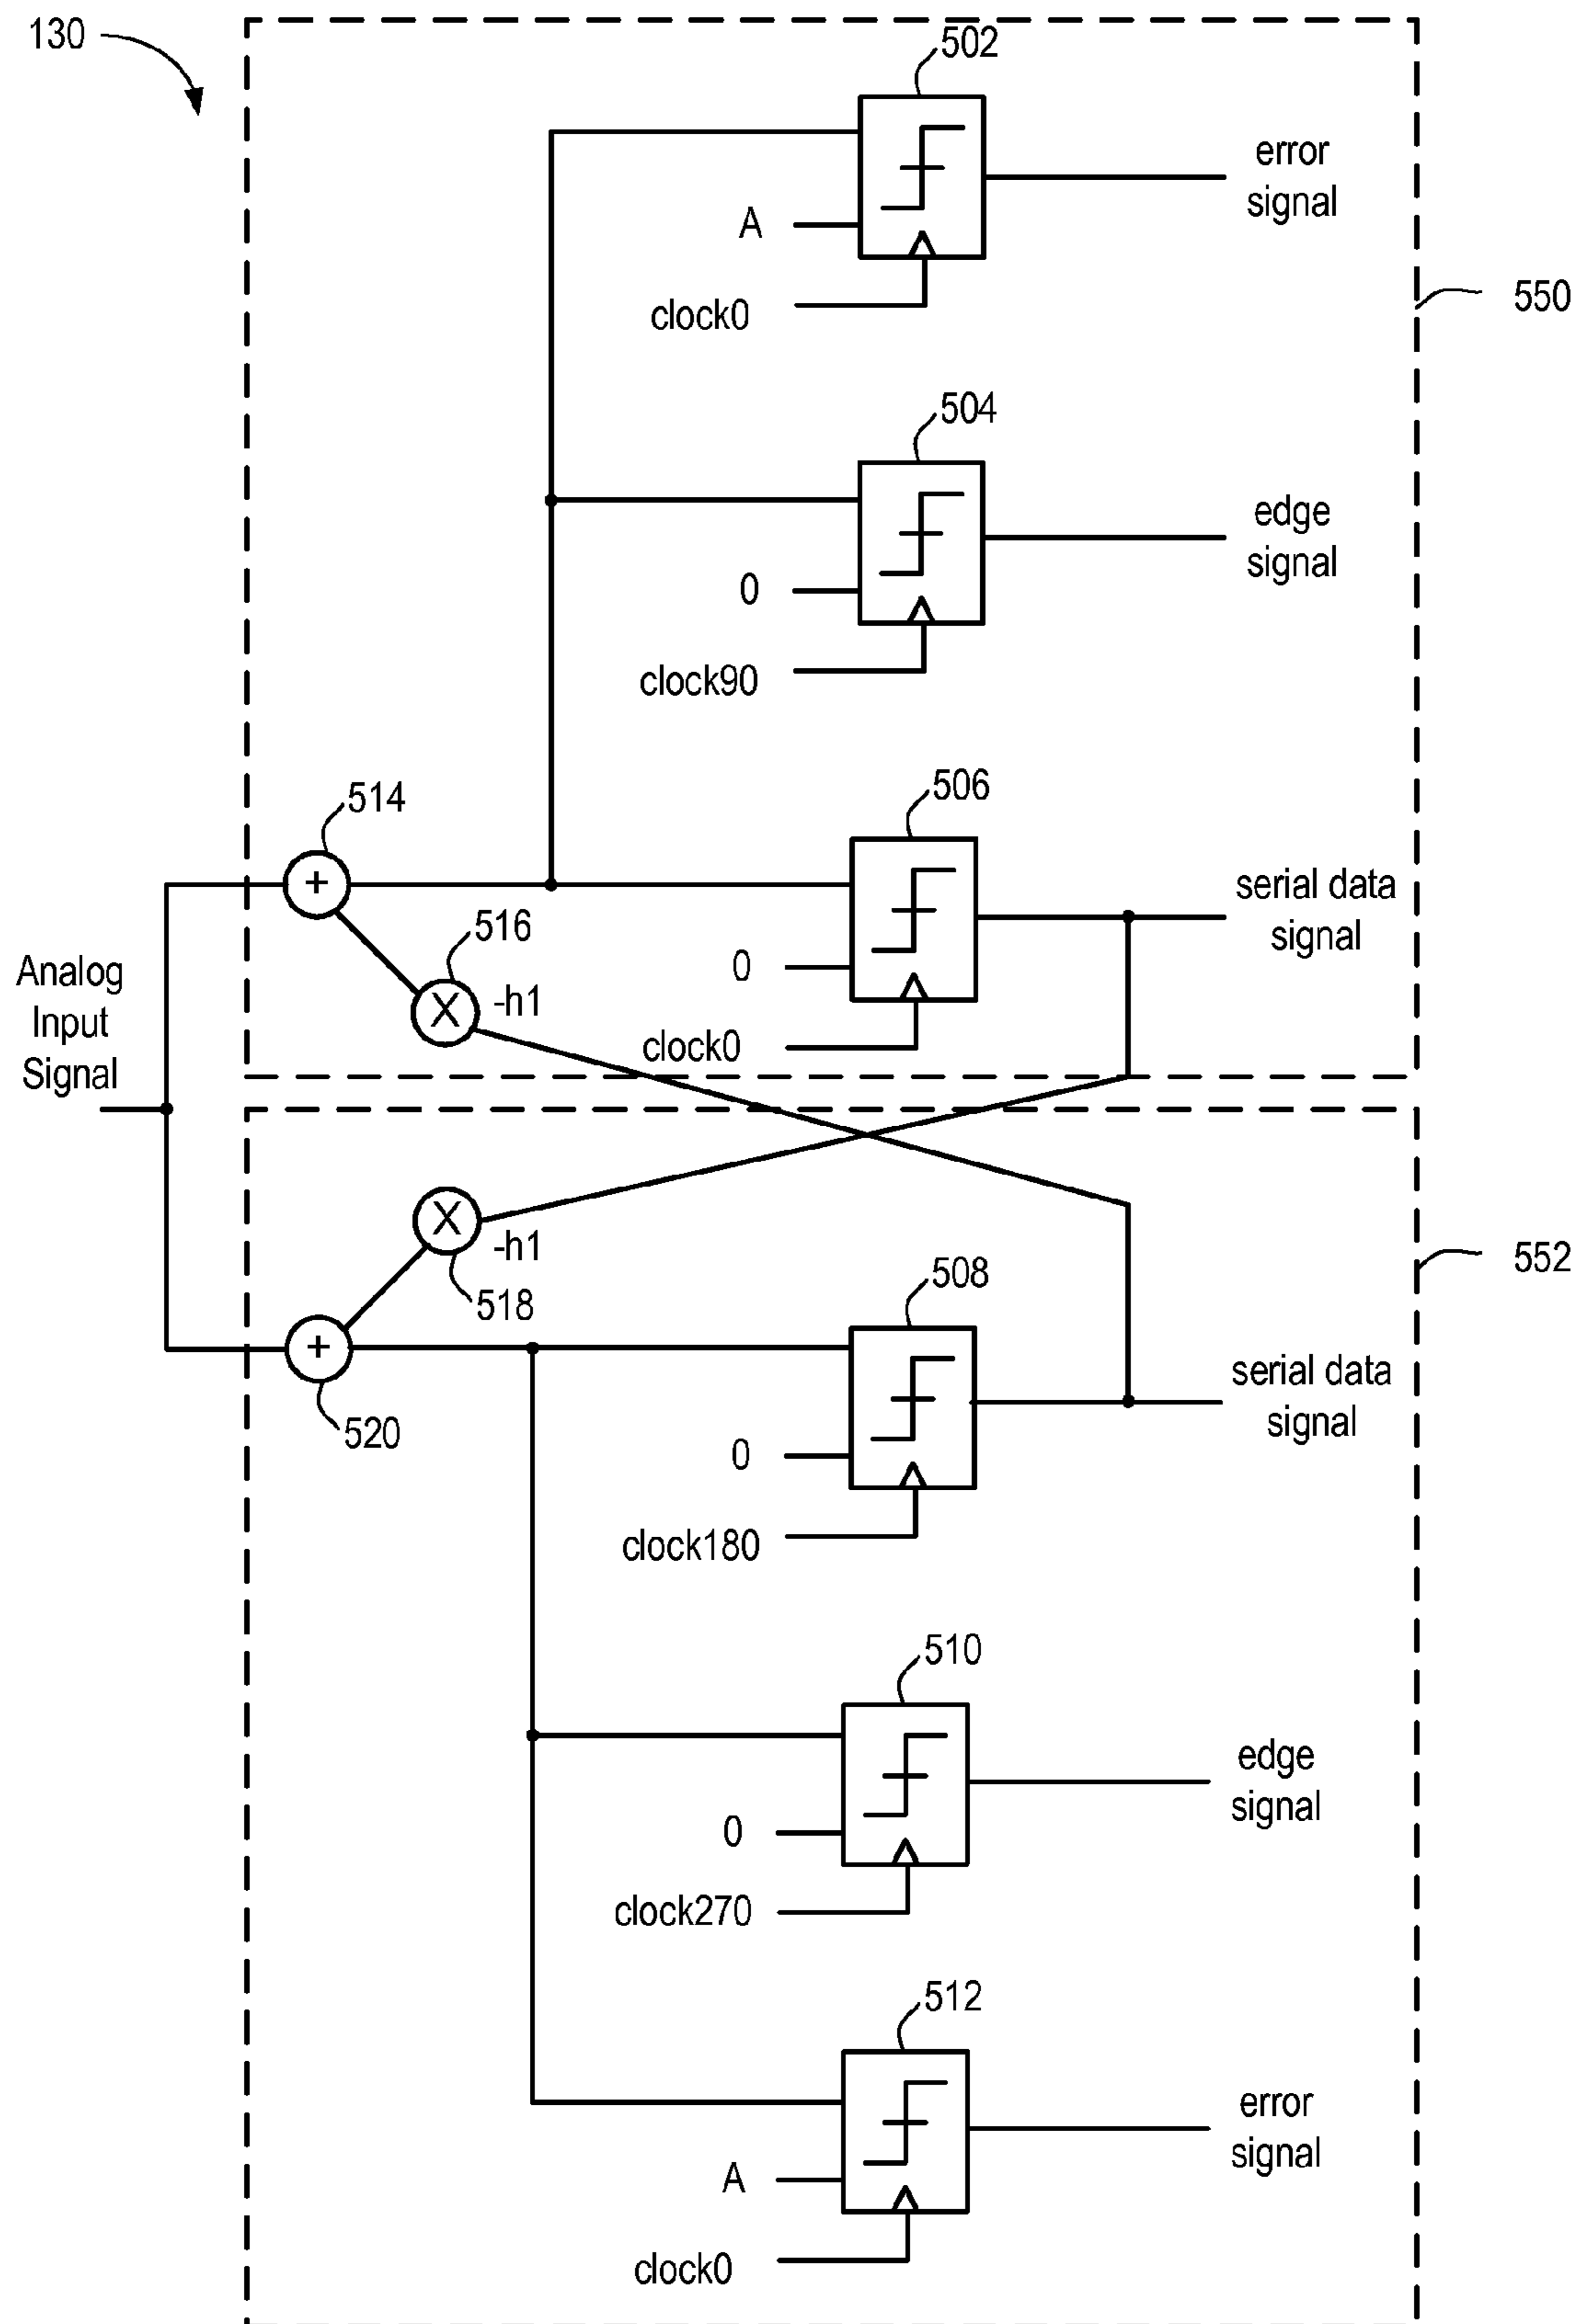 130
502
error
signal
A
clock0
550
504
edge
signal
0
clock90
514
506
+
serial data
signal
516
X
-h1
0
clock0
Analog
Input
Signal
X
-h1
518
508
552
+
520
serial data
signal
0
clock180
510
edge
signal
0
clock270
512
error
signal
A
clock0